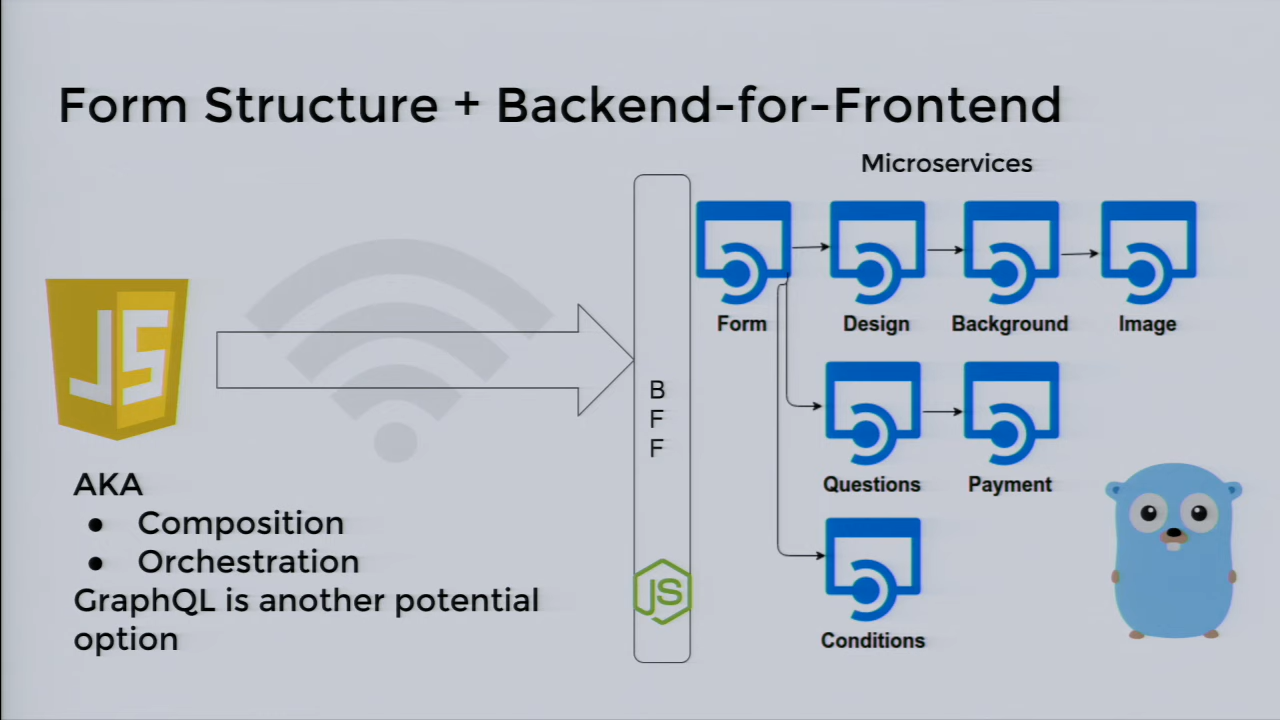 Form Structure + Backend-for-Frontend
Microservices
JS
Form
Design
Background
Image
B
F
F
Questions
Payment
AKA
● Composition
● Orchestration
GraphQL is another potential
option
JS
Conditions